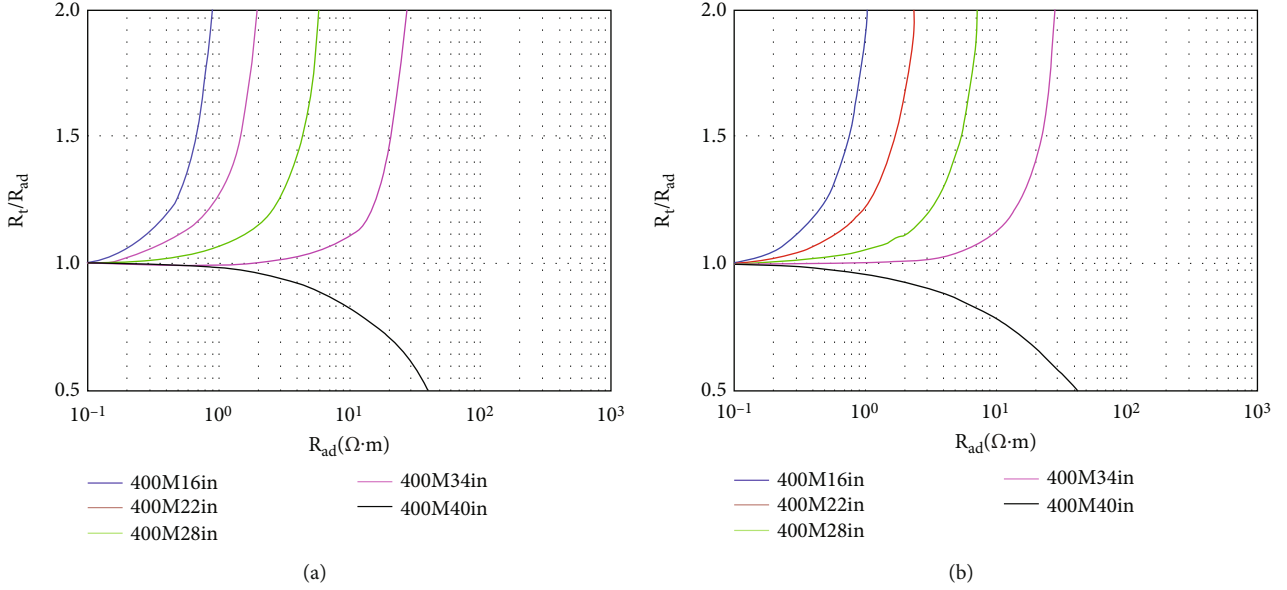 2.0
1.5
1.0
0.5
R_t/R_ad
10^-1 10^0 10^1 10^2 10^3
R_ad(Ω·m)
400M16in
400M22in
400M28in
400M34in
400M40in
(a)
2.0
1.5
1.0
0.5
R_t/R_ad
10^-1 10^0 10^1 10^2 10^3
R_ad(Ω·m)
400M16in
400M22in
400M28in
400M34in
400M40in
(b)